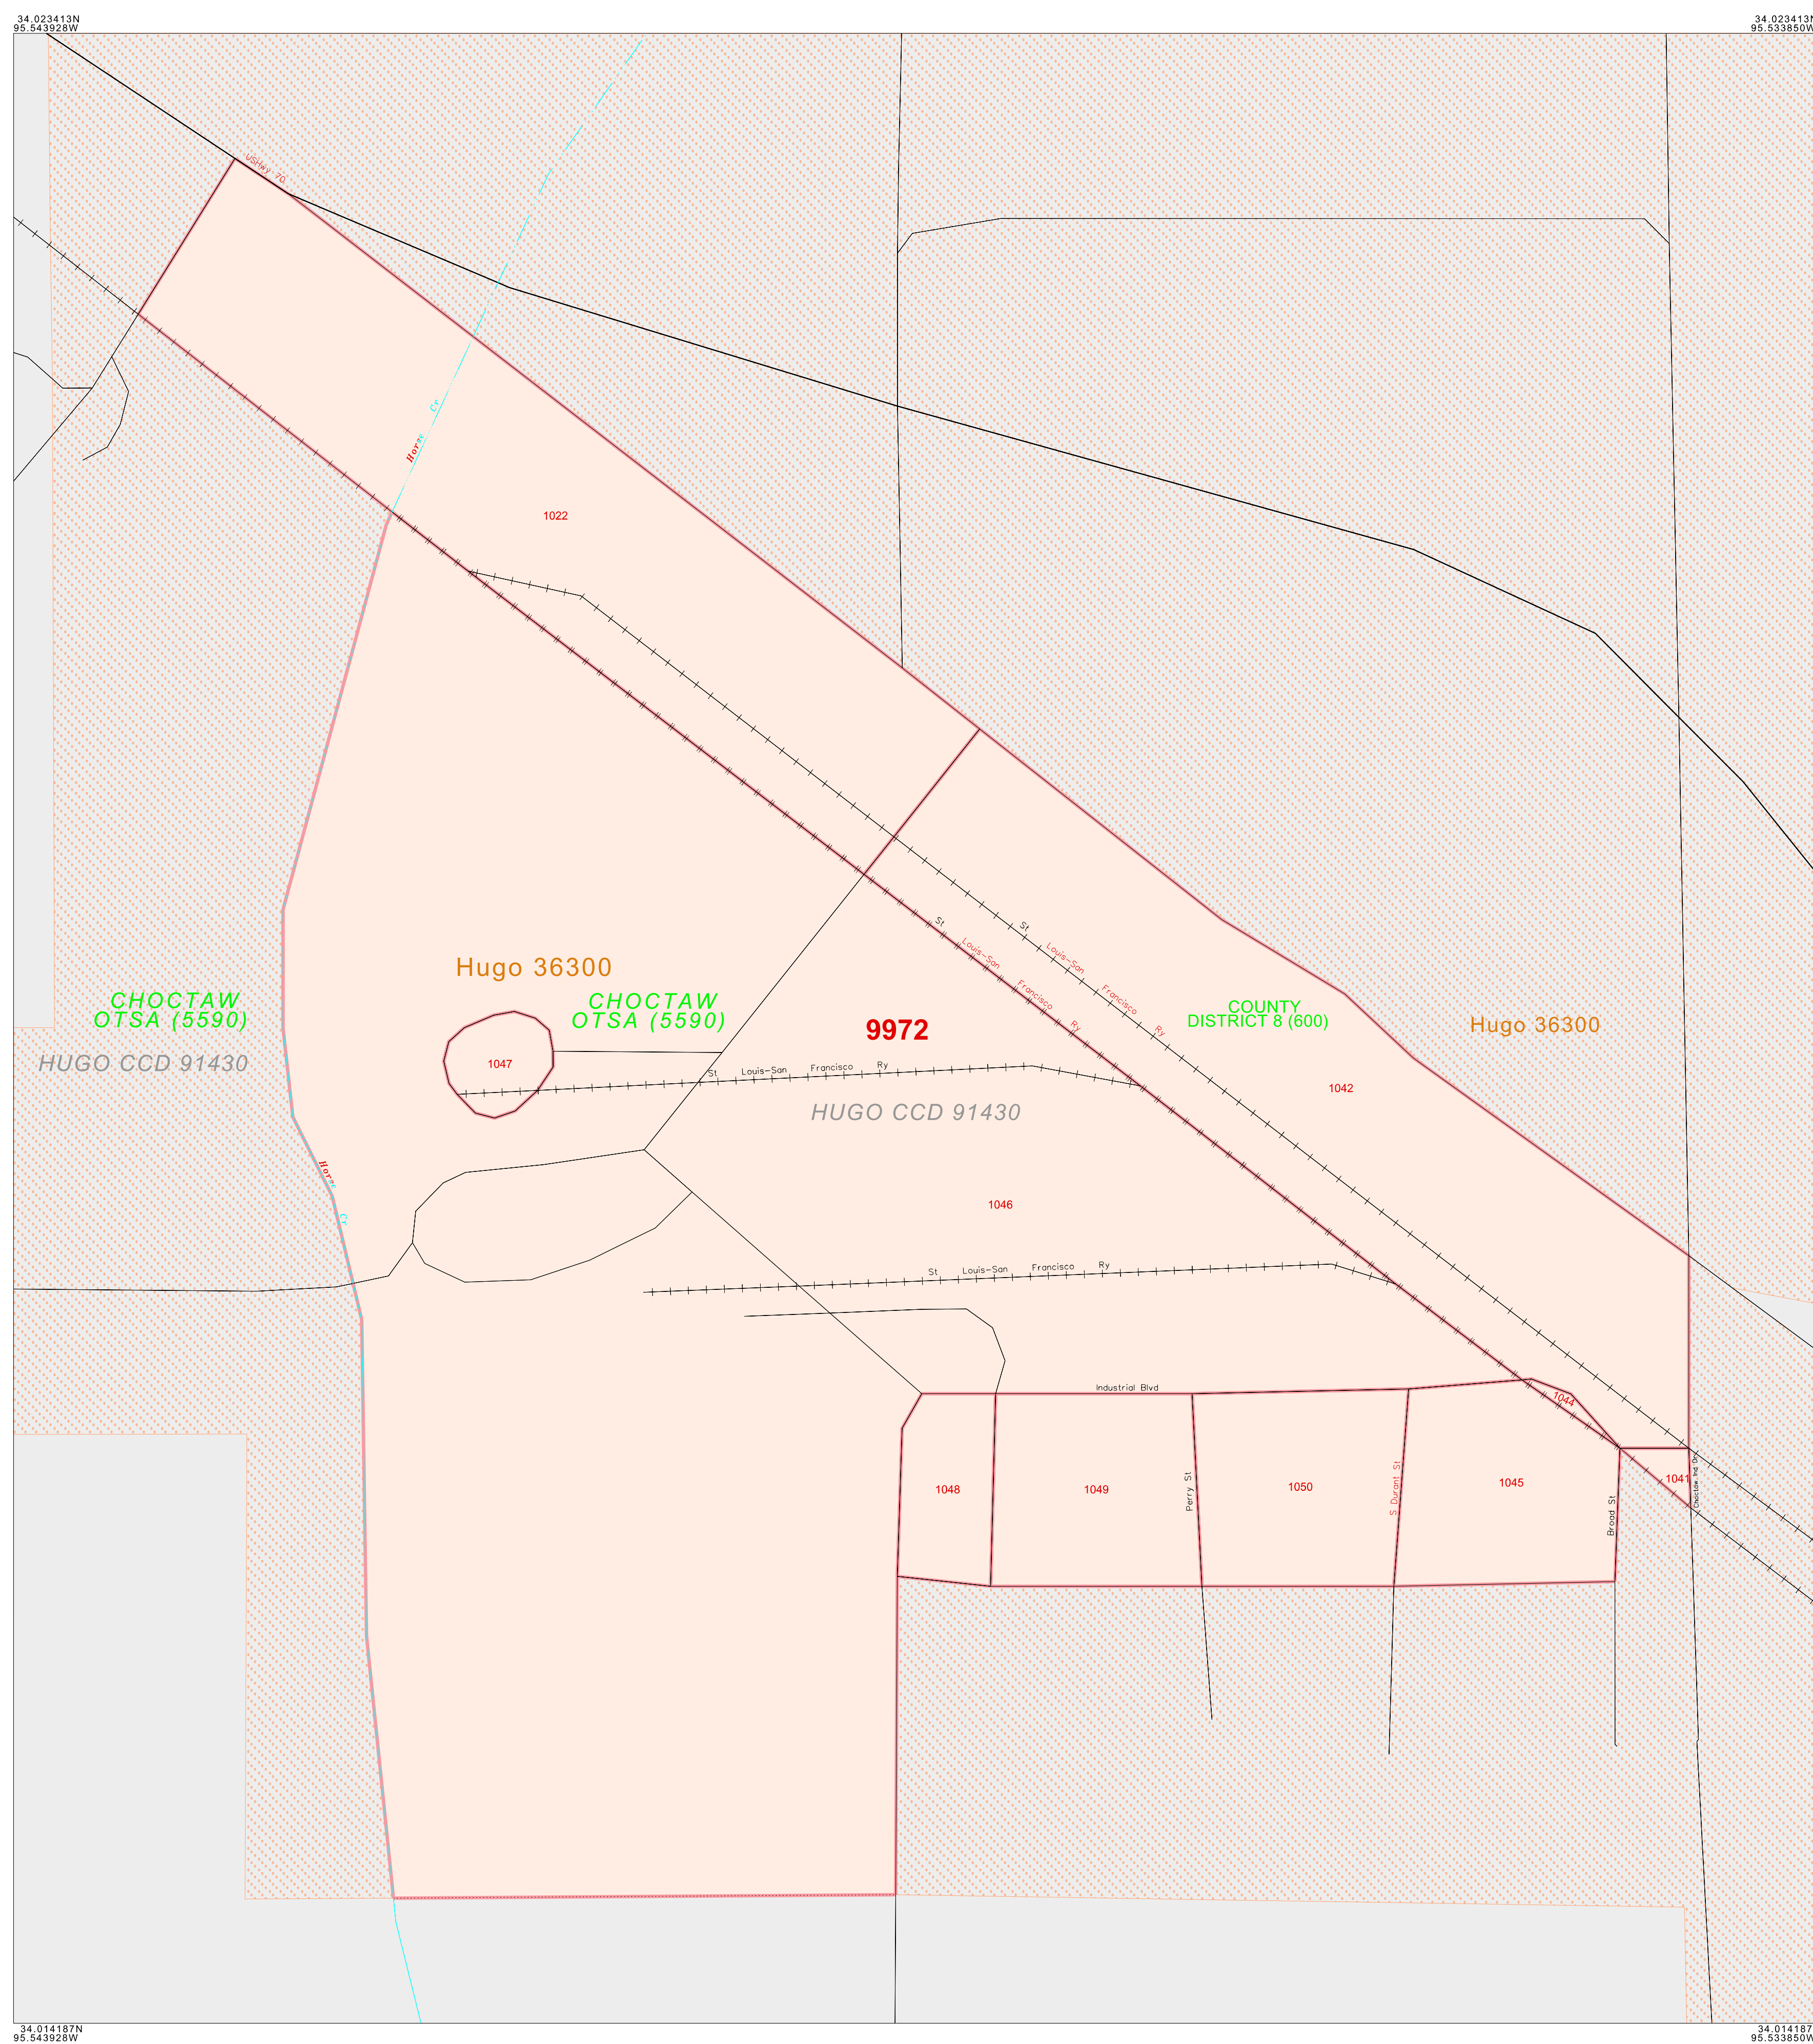 34.023413N
95.543928W
34.023413N
95.533850W
USHwy 70
Horse Cr
1022
St Louis-San Francisco Ry
St Louis-San Francisco Ry
Hugo 36300
CHOCTAW
OTSA (5590)
CHOCTAW
OTSA (5590)
COUNTY
DISTRICT 8 (600)
Hugo 36300
9972
HUGO CCD 91430
1047
St Louis-San Francisco Ry
1042
HUGO CCD 91430
Horse Cr
1046
St Louis-San Francisco Ry
Industrial Blvd
1044
1048
1049
Perry St
1050
S Durant St
1045
Broad St
1041
Choctaw Ind Dr
34.014187N
95.543928W
34.014187
95.533850W